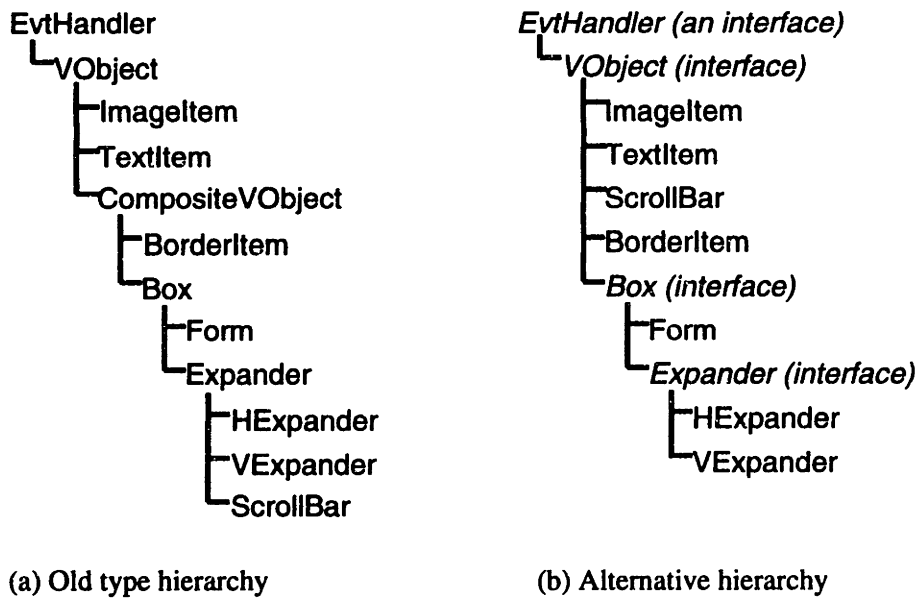 EvtHandler
VObject
ImageItem
TextItem
CompositeVObject
BorderItem
Box
Form
Expander
HExpander
VExpander
ScrollBar
(a) Old type hierarchy
EvtHandler (an interface)
VObject (interface)
ImageItem
TextItem
ScrollBar
BorderItem
Box (interface)
Form
Expander (interface)
HExpander
VExpander
(b) Alternative hierarchy